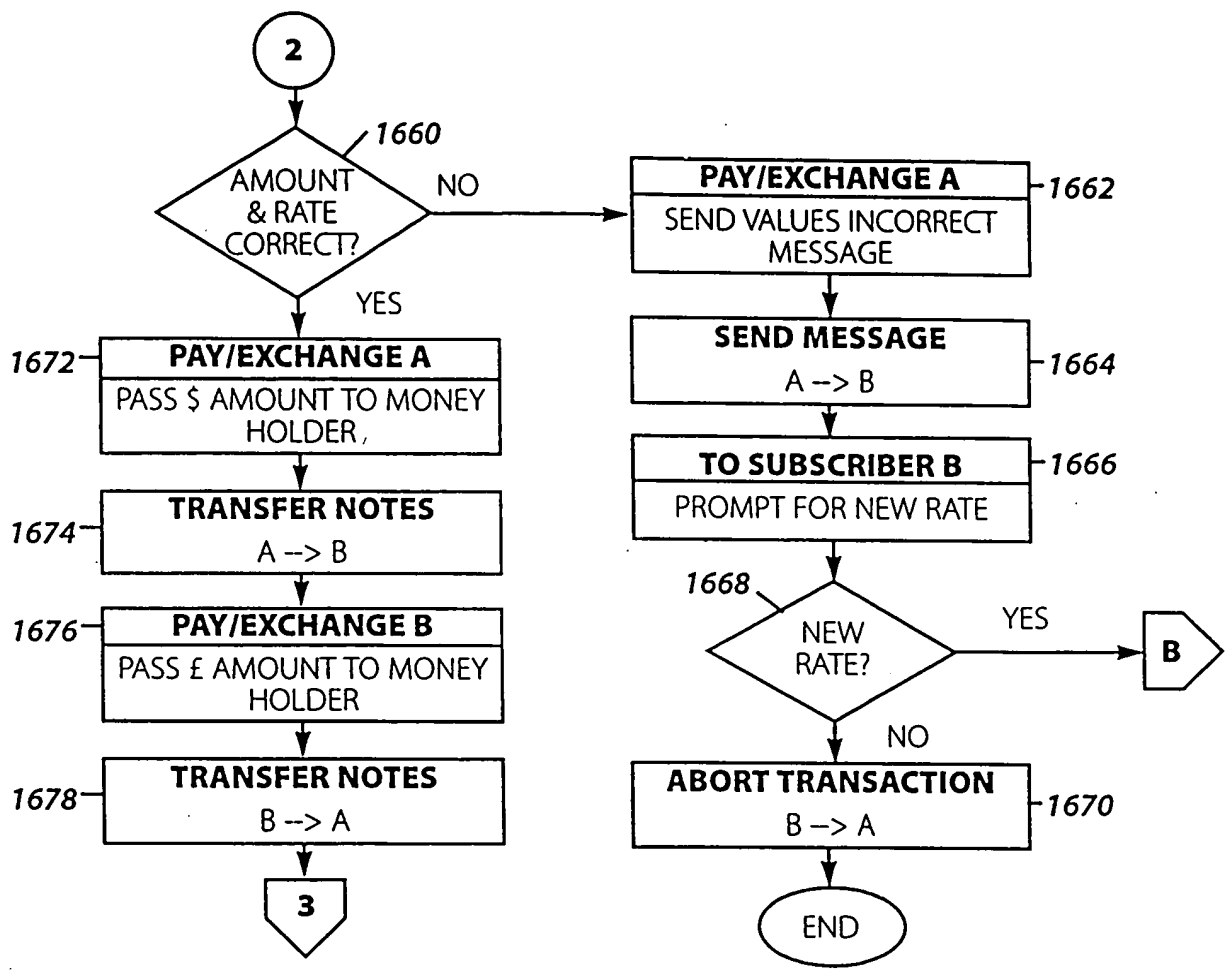 2
1660
AMOUNT
& RATE
CORRECT?
NO
YES
1672
PAY/EXCHANGE A
PASS $ AMOUNT TO MONEY
HOLDER,
1674
TRANSFER NOTES
A --> B
1676
PAY/EXCHANGE B
PASS £ AMOUNT TO MONEY
HOLDER
1678
TRANSFER NOTES
B --> A
3
PAY/EXCHANGE A
1662
SEND VALUES INCORRECT
MESSAGE
SEND MESSAGE
1664
A --> B
TO SUBSCRIBER B
1666
PROMPT FOR NEW RATE
1668
NEW
RATE?
YES
B
NO
ABORT TRANSACTION
1670
B --> A
END